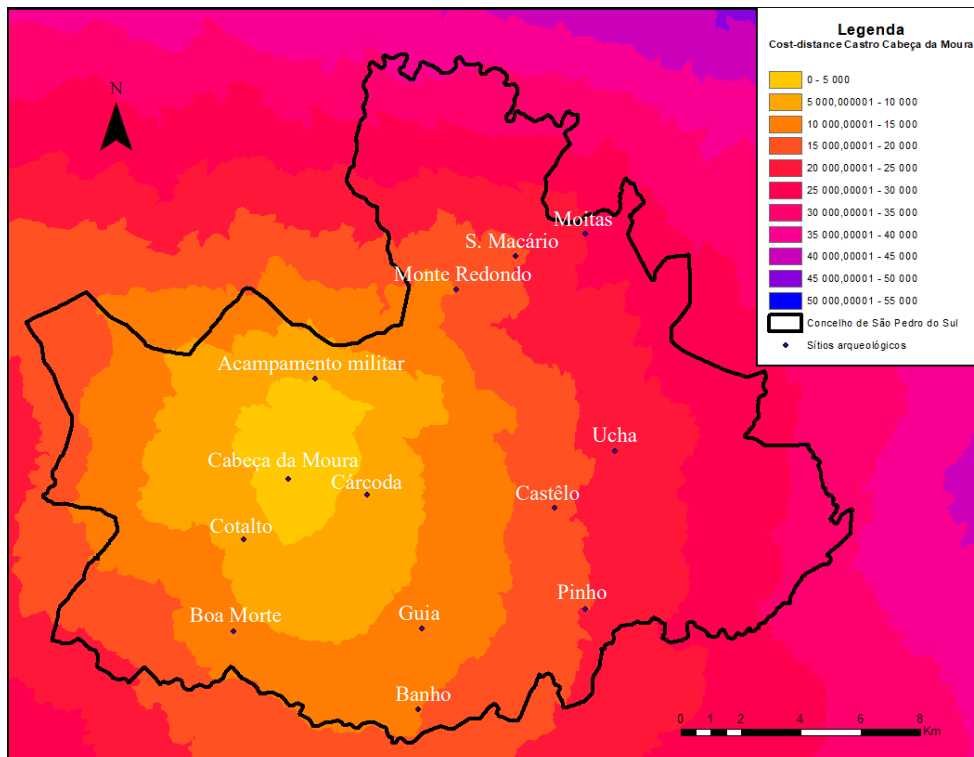 Legenda
Cost-distance Castro Cabeça da Moura
0 - 5 000
5 000,000001 - 10 000
10 000,00001 - 15 000
15 000,00001 - 20 000
20 000,00001 - 25 000
25 000,00001 - 30 000
30 000,00001 - 35 000
35 000,00001 - 40 000
40 000,00001 - 45 000
45 000,00001 - 50 000
50 000,00001 - 55 000
Concelho de São Pedro do Sul
Sítios arqueológicos
N
Moitas
S. Macário
Monte Redondo
Acampamento militar
Ucha
Cabeça da Moura
Cárcoda
Castêlo
Cotalto
Pinho
Boa Morte
Guia
Banho
0 1 2 4 6 8
Km